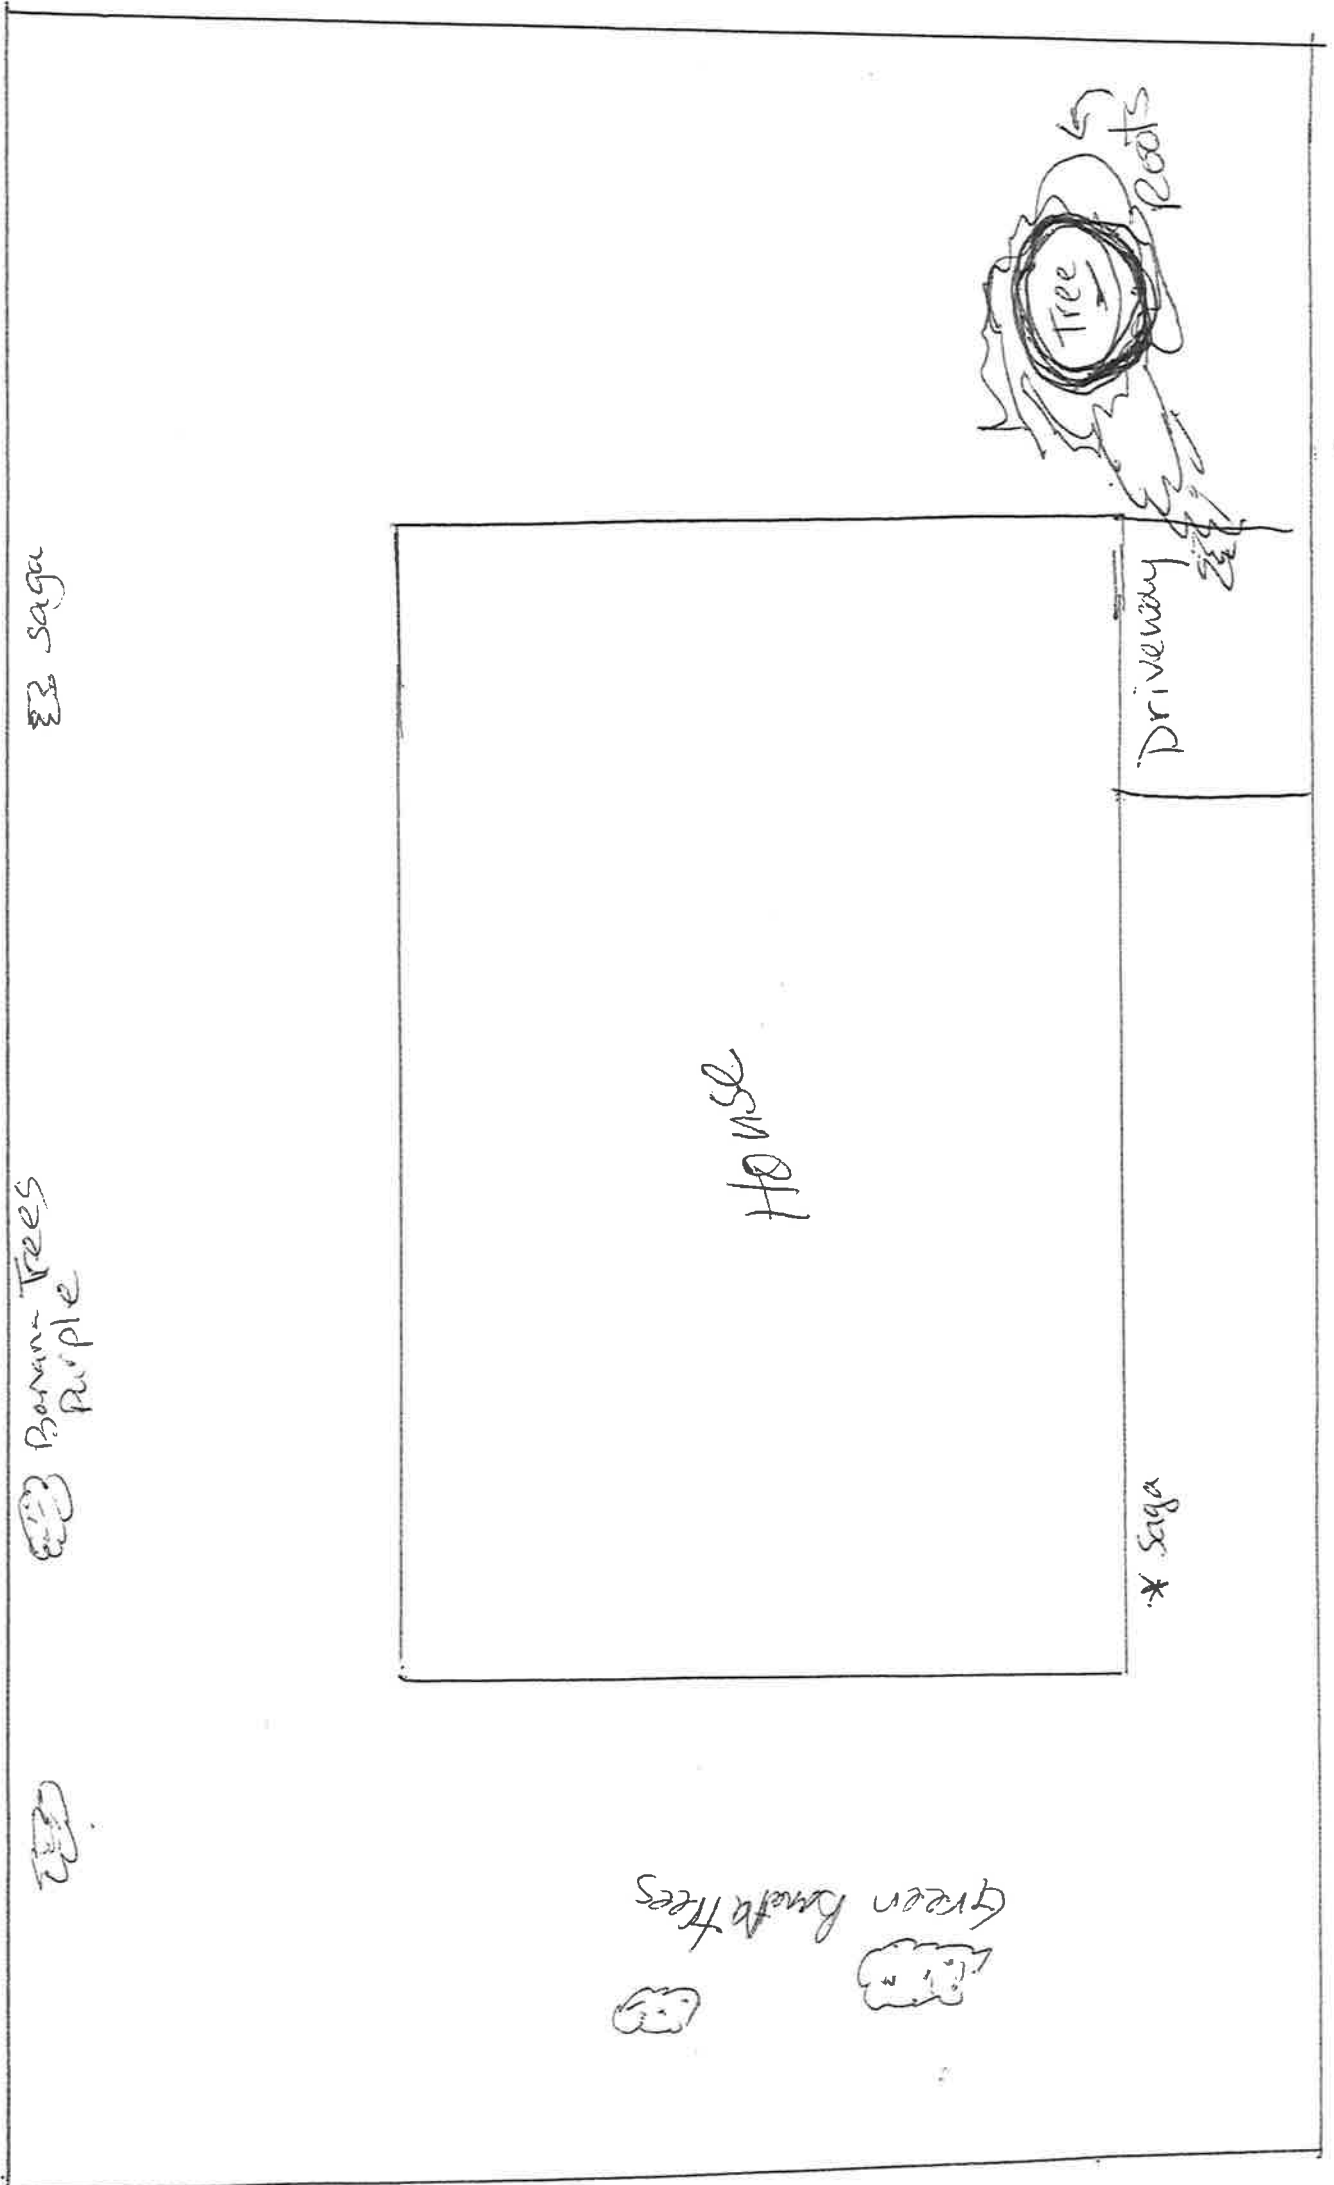 saga
Banana Trees
Purple
Tree
Roots
Driveway
House
* Saga
Green trees